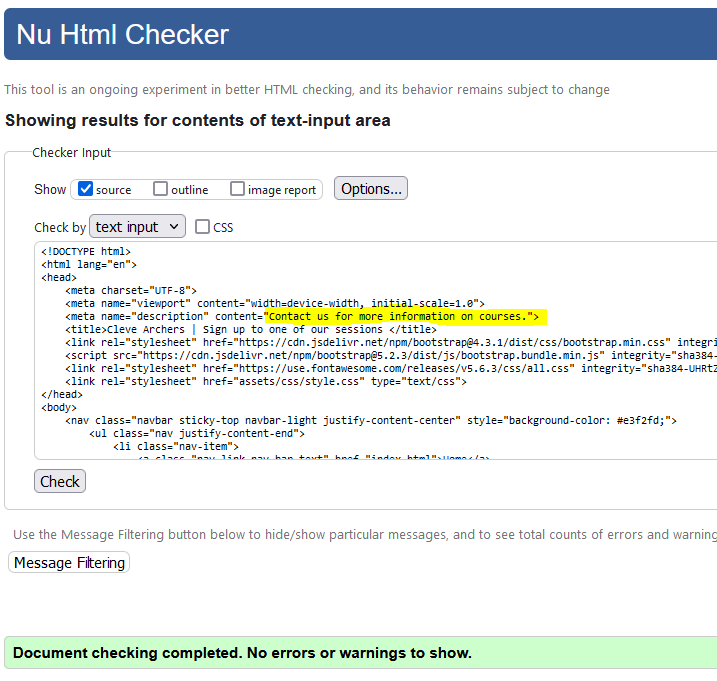 Nu Html Checker
This tool is an ongoing experiment in better HTML checking, and its behavior remains subject to change
Showing results for contents of text-input area
Checker Input
Show source outline image report Options...
Check by text input CSS
<!DOCTYPE html>
<html lang="en">
<head>
<meta charset="UTF-8">
<meta name="viewport" content="width=device-width, initial-scale=1.0">
<meta name="description" content="Contact us for more information on courses.">
<title>Cleve Archers | Sign up to one of our sessions </title>
<link rel="stylesheet" href="https://cdn.jsdelivr.net/npm/bootstrap@4.3.1/dist/css/bootstrap.min.css" integri
<script src="https://cdn.jsdelivr.net/npm/bootstrap@5.2.3/dist/js/bootstrap.bundle.min.js" integrity="sha384-
<link rel="stylesheet" href="https://use.fontawesome.com/releases/v5.6.3/css/all.css" integrity="sha384-UHRtZ
<link rel="stylesheet" href="assets/css/style.css" type="text/css">
</head>
<body>
<nav class="navbar sticky-top navbar-light justify-content-center" style="background-color: #e3f2fd;">
<ul class="nav justify-content-end">
<li class="nav-item">
<a class="nav-link nav-bar-text" href="index.html">Home</a>
Check
Use the Message Filtering button below to hide/show particular messages, and to see total counts of errors and warning
Message Filtering
Document checking completed. No errors or warnings to show.